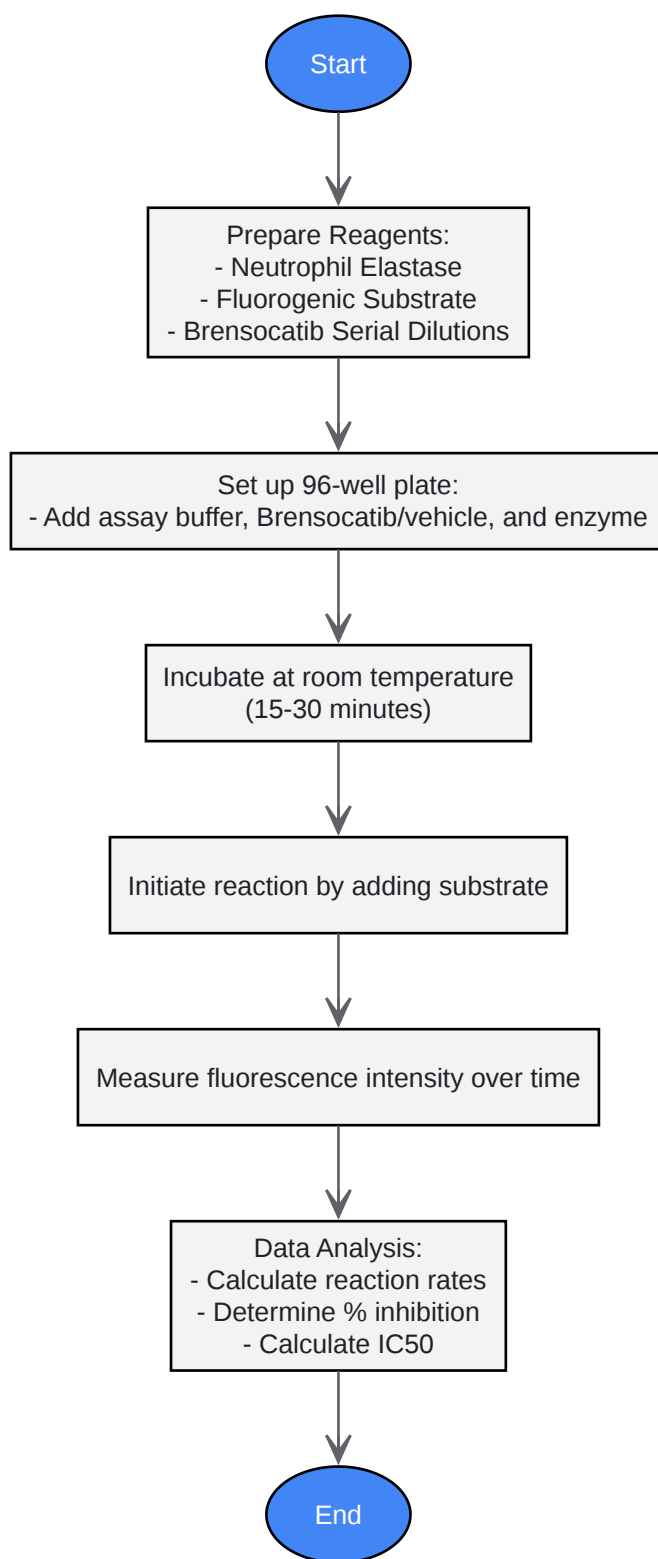 Start
Prepare Reagents:
- Neutrophil Elastase
- Fluorogenic Substrate
- Brensocatib Serial Dilutions
Set up 96-well plate:
- Add assay buffer, Brensocatib/vehicle, and enzyme
Incubate at room temperature
(15-30 minutes)
Initiate reaction by adding substrate
Measure fluorescence intensity over time
Data Analysis:
- Calculate reaction rates
- Determine % inhibition
- Calculate IC50
End